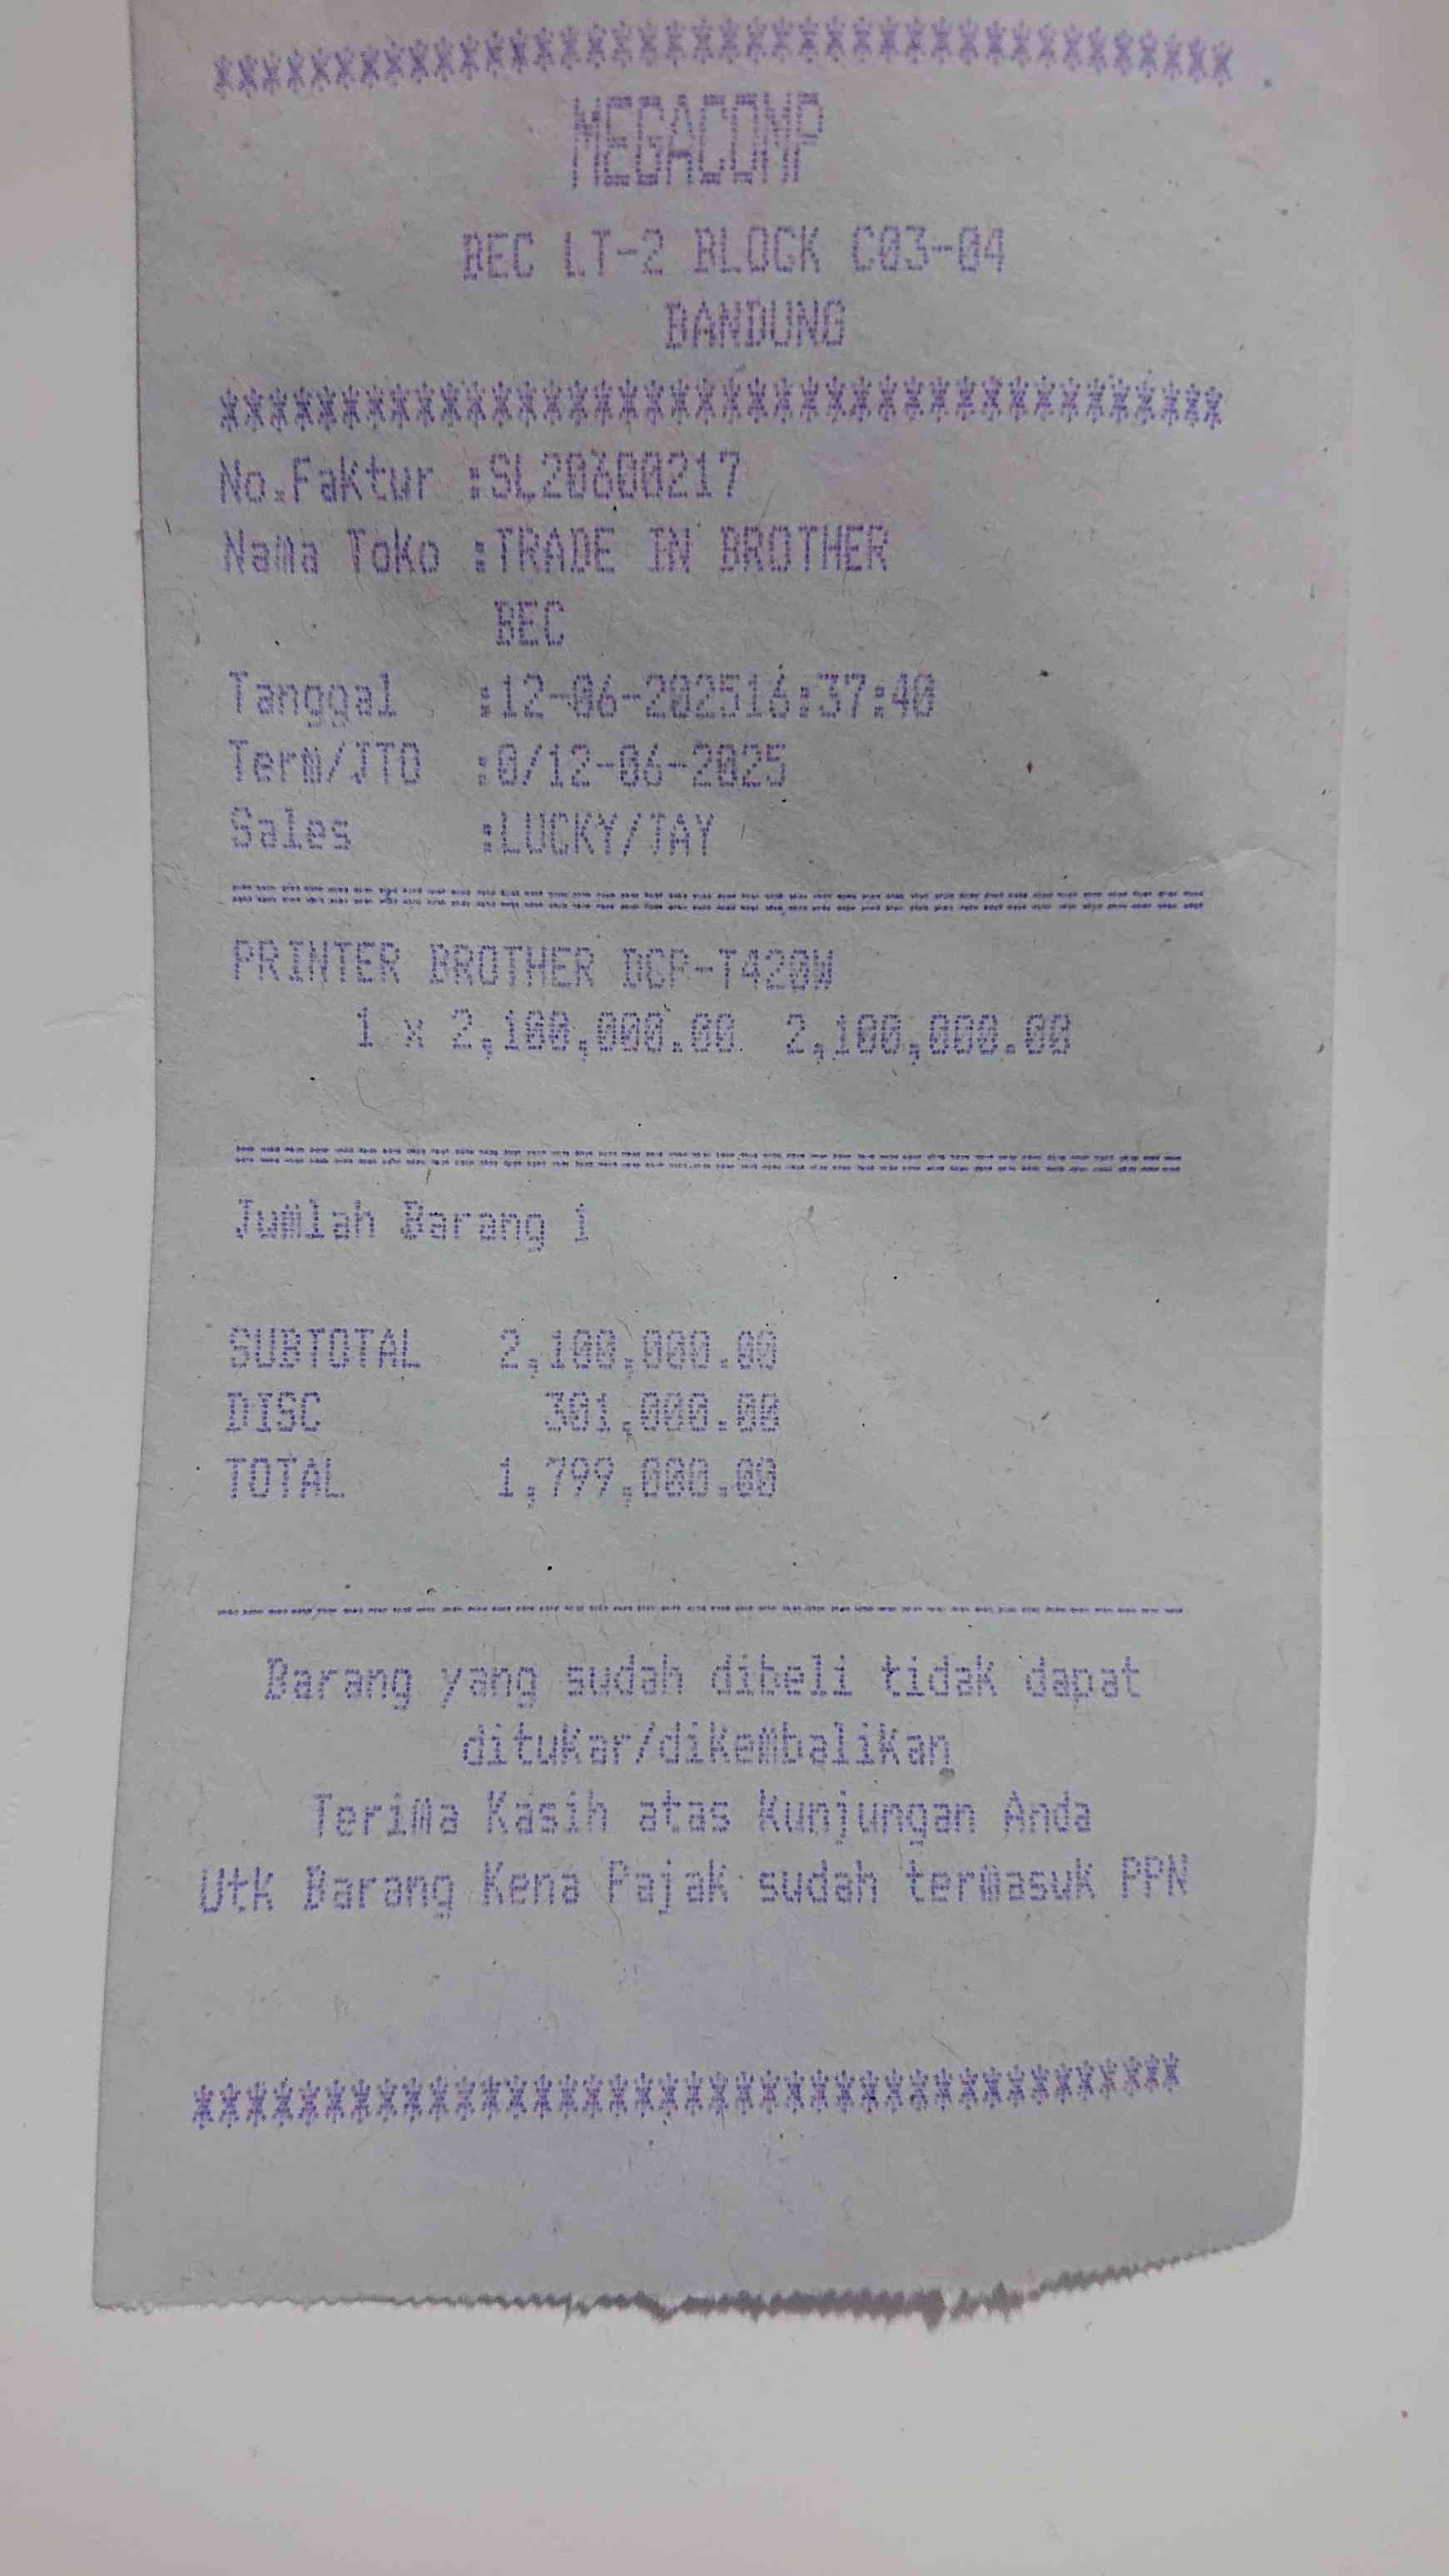 ****************************************
MEGACOMP
BEC LT-2 BLOCK C03-04
BANDUNG
****************************************
No.Faktur :SL20600217
Nama Toko :TRADE IN BROTHER
BEC
Tanggal :12-06-202516:37:40
Term/JTO :0/12-06-2025
Sales :LUCKY/TAY
========================================
PRINTER BROTHER DCP-T420W
1 x 2,100,000.00 2,100,000.00
========================================
Jumlah Barang 1
SUBTOTAL 2,100,000.00
DISC 301,000.00
TOTAL 1,799,000.00
----------------------------------------
Barang yang sudah dibeli tidak dapat
ditukar/dikembalikan
Terima Kasih atas Kunjungan Anda
Utk Barang Kena Pajak sudah termasuk PPN
****************************************